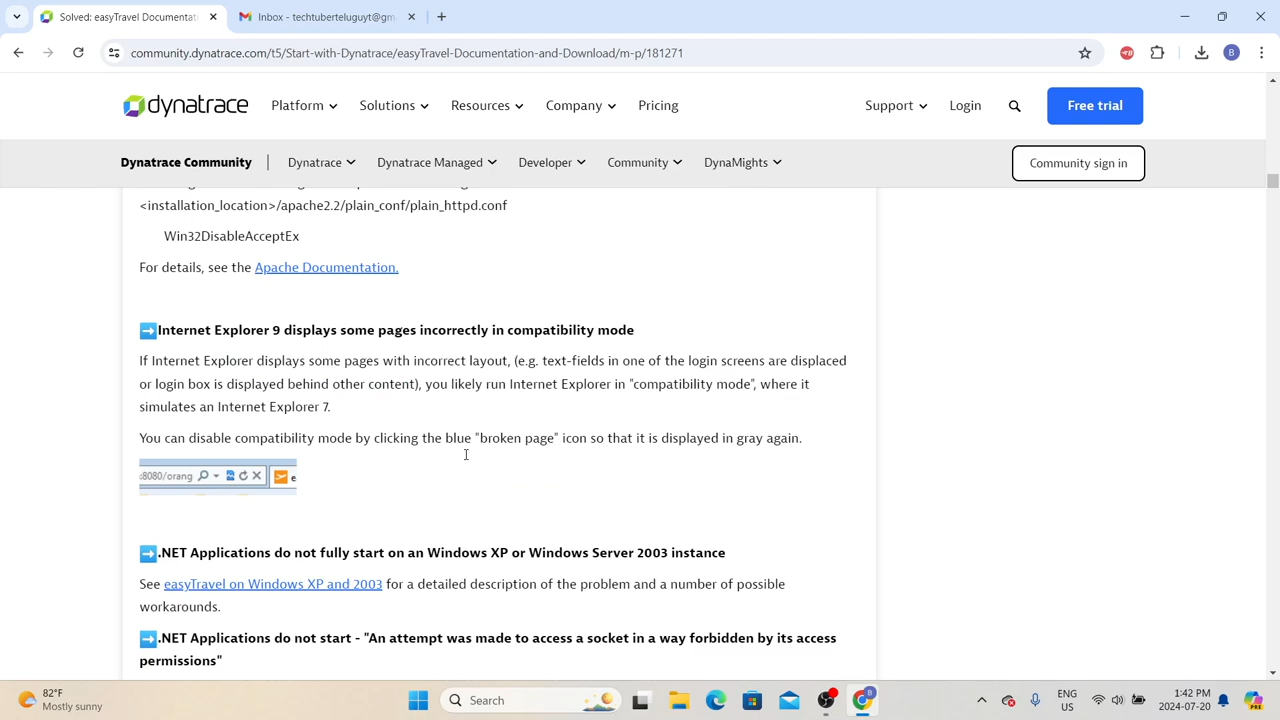 Solved: easyTravel Documentati
Inbox - techtuberteluguyt@gm
community.dynatrace.com/t5/Start-with-Dynatrace/easyTravel-Documentation-and-Download/m-p/181271
B
dynatrace
Platform
Solutions
Resources
Company
Pricing
Support
Login
Free trial
Dynatrace Community
Dynatrace
Dynatrace Managed
Developer
Community
DynaMights
Community sign in
<installation_location>/apache2.2/plain_conf/plain_httpd.conf
Win32DisableAcceptEx
For details, see the Apache Documentation.
Internet Explorer 9 displays some pages incorrectly in compatibility mode
If Internet Explorer displays some pages with incorrect layout, (e.g. text-fields in one of the login screens are displaced
or login box is displayed behind other content), you likely run Internet Explorer in "compatibility mode", where it
simulates an Internet Explorer 7.
You can disable compatibility mode by clicking the blue "broken page" icon so that it is displayed in gray again.
:8080/orang
e
.NET Applications do not fully start on an Windows XP or Windows Server 2003 instance
See easyTravel on Windows XP and 2003 for a detailed description of the problem and a number of possible
workarounds.
.NET Applications do not start - "An attempt was made to access a socket in a way forbidden by its access
permissions"
82°F
Mostly sunny
Search
B
ENG
US
1:42 PM
2024-07-20
PRE